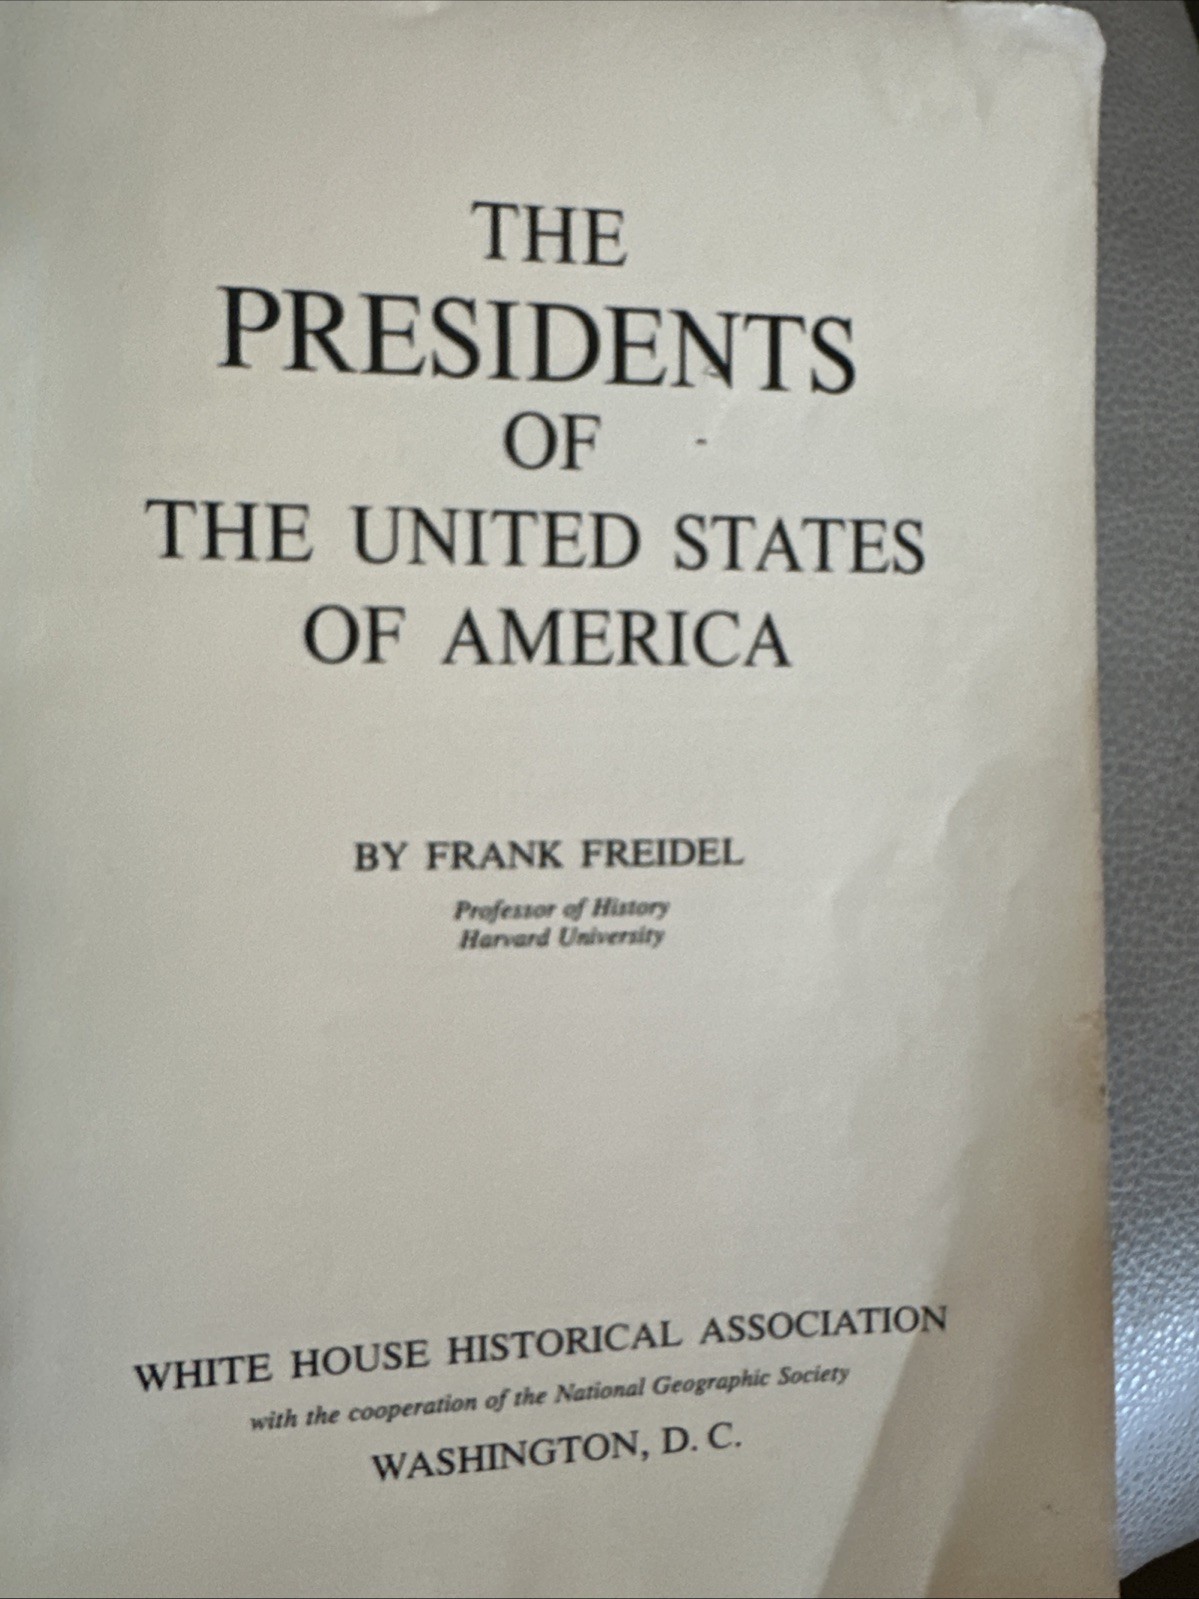 THE
PRESIDENTS
OF
THE UNITED STATES
OF AMERICA
BY FRANK FREIDEL
Professor of History
Harvard University
WHITE HOUSE HISTORICAL ASSOCIATION
with the cooperation of the National Geographic Society
WASHINGTON, D. C.